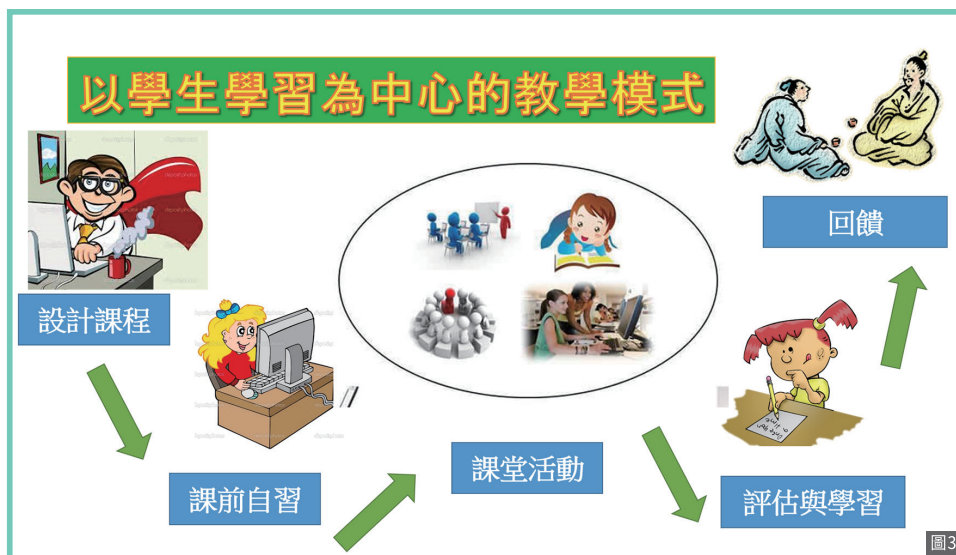 以學生學習為中心的教學模式
設計課程
課前自習
課堂活動
評估與學習
回饋
圖3